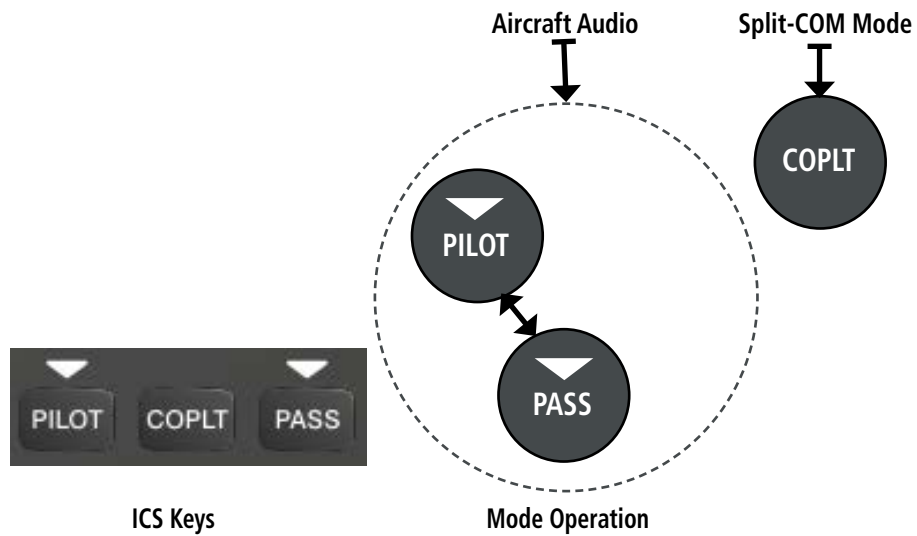 Aircraft Audio
Split-COM Mode
COPLT
PILOT
PASS
PILOT COPLT PASS
ICS Keys
Mode Operation